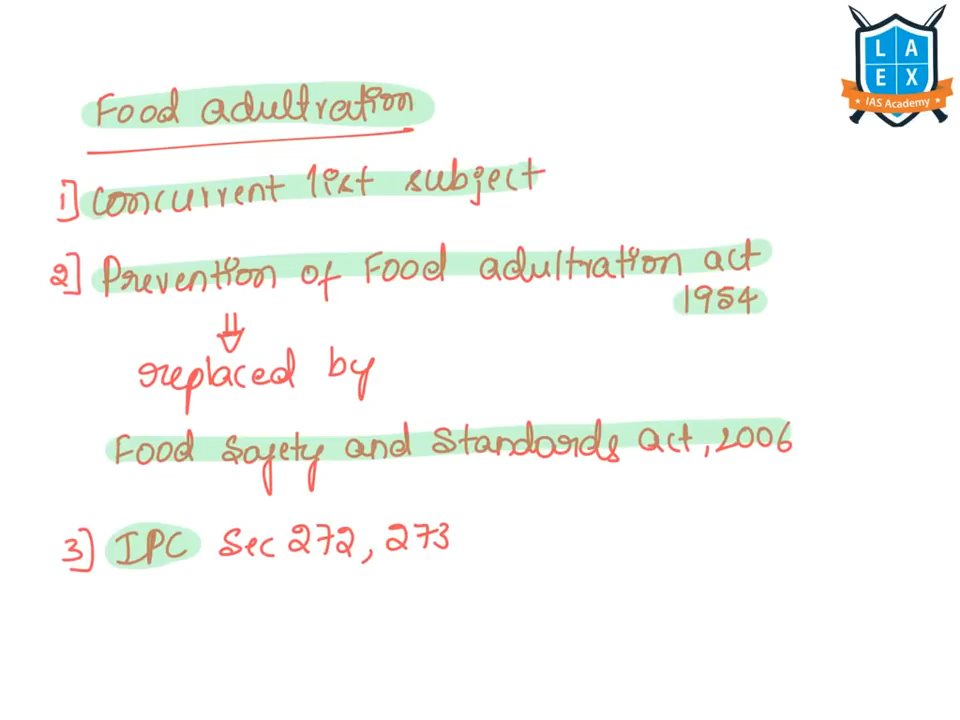 L A
E X
IAS Academy
Food adultration
1] Concurrent list subject
2] Prevention of Food adultration act
1954
⇓
replaced by
Food Safety and Standards act, 2006
3] IPC Sec 272, 273